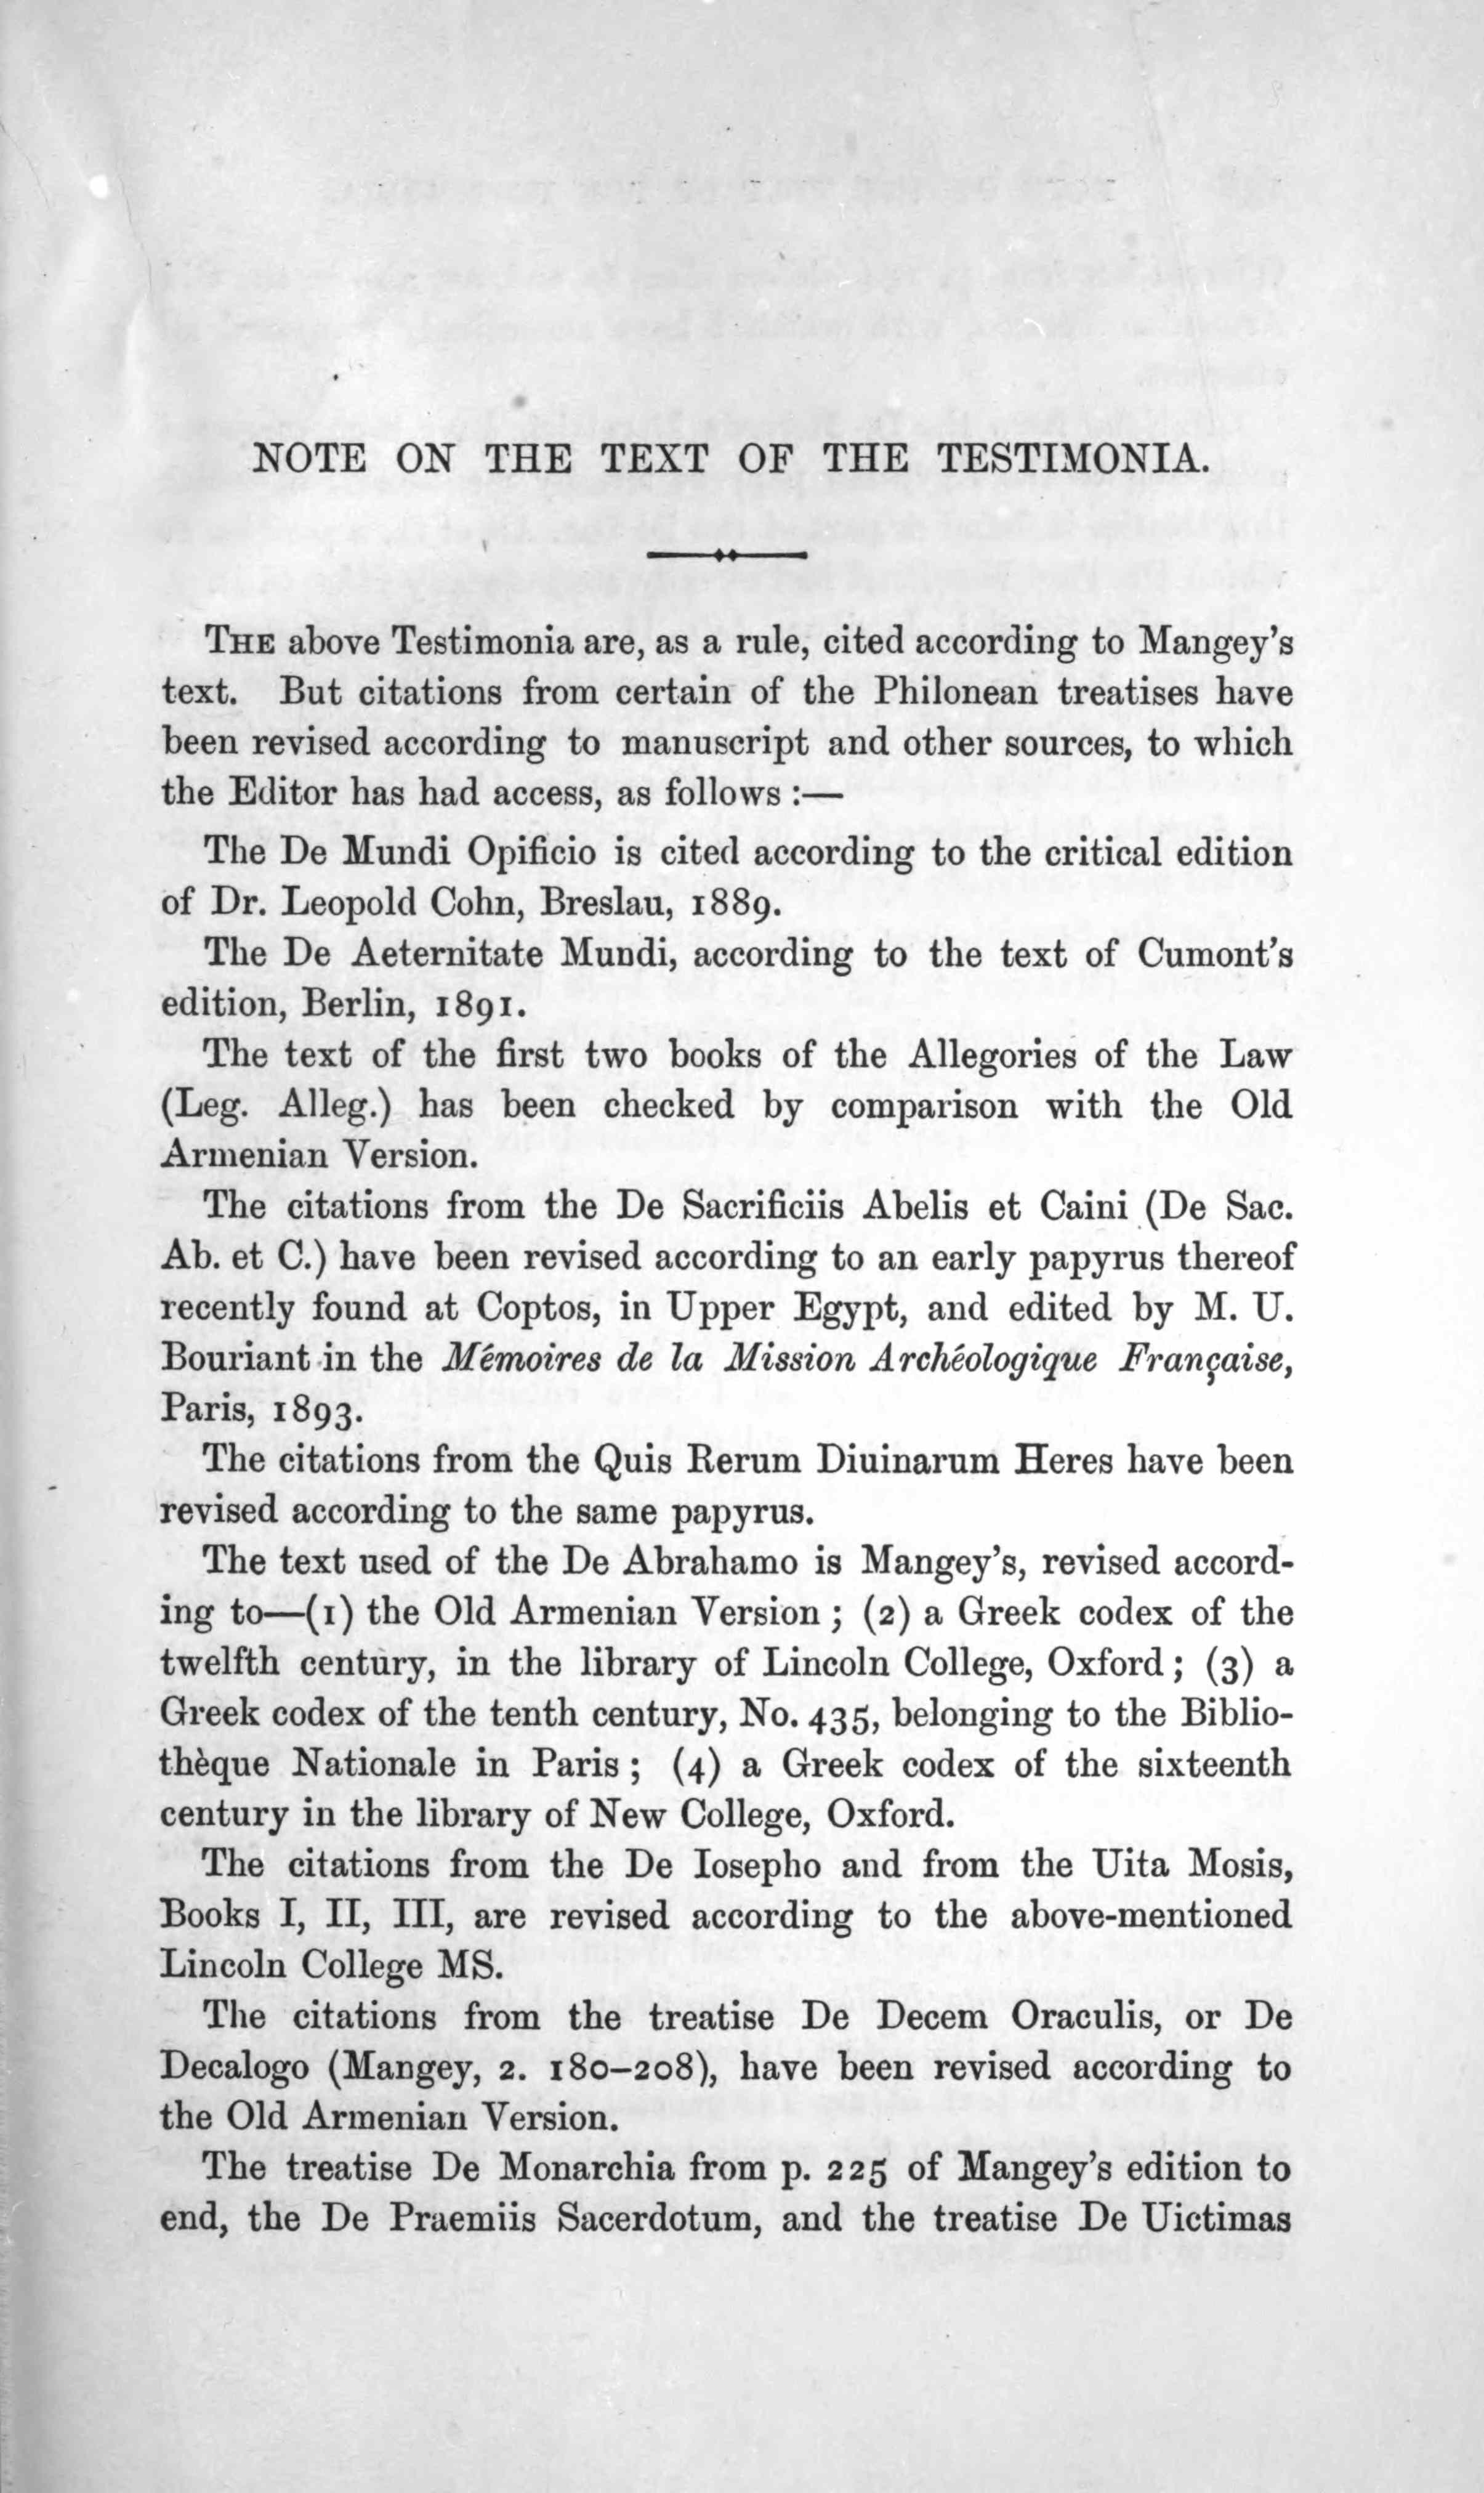 NOTE ON THE TEXT OF THE TESTIMONIA.
THE above Testimonia are, as a rule, cited according to Mangey's
text. But citations from certain of the Philonean treatises have
been revised according to manuscript and other sources, to which
the Editor has had access, as follows :—
The De Mundi Opificio is cited according to the critical edition
of Dr. Leopold Cohn, Breslau, 1889.
The De Aeternitate Mundi, according to the text of Cumont's
edition, Berlin, 1891.
The text of the first two books of the Allegories of the Law
(Leg. Alleg.) has been checked by comparison with the Old
Armenian Version.
The citations from the De Sacrificiis Abelis et Caini (De Sac.
Ab. et C.) have been revised according to an early papyrus thereof
recently found at Coptos, in Upper Egypt, and edited by M. U.
Bouriant in the Mémoires de la Mission Archéologique Française,
Paris, 1893.
The citations from the Quis Rerum Diuinarum Heres have been
revised according to the same papyrus.
The text used of the De Abrahamo is Mangey's, revised accord-
ing to—(1) the Old Armenian Version ; (2) a Greek codex of the
twelfth century, in the library of Lincoln College, Oxford ; (3) a
Greek codex of the tenth century, No. 435, belonging to the Biblio-
thèque Nationale in Paris ; (4) a Greek codex of the sixteenth
century in the library of New College, Oxford.
The citations from the De Iosepho and from the Uita Mosis,
Books I, II, III, are revised according to the above-mentioned
Lincoln College MS.
The citations from the treatise De Decem Oraculis, or De
Decalogo (Mangey, 2. 180–208), have been revised according to
the Old Armenian Version.
The treatise De Monarchia from p. 225 of Mangey's edition to
end, the De Praemiis Sacerdotum, and the treatise De Uictimas